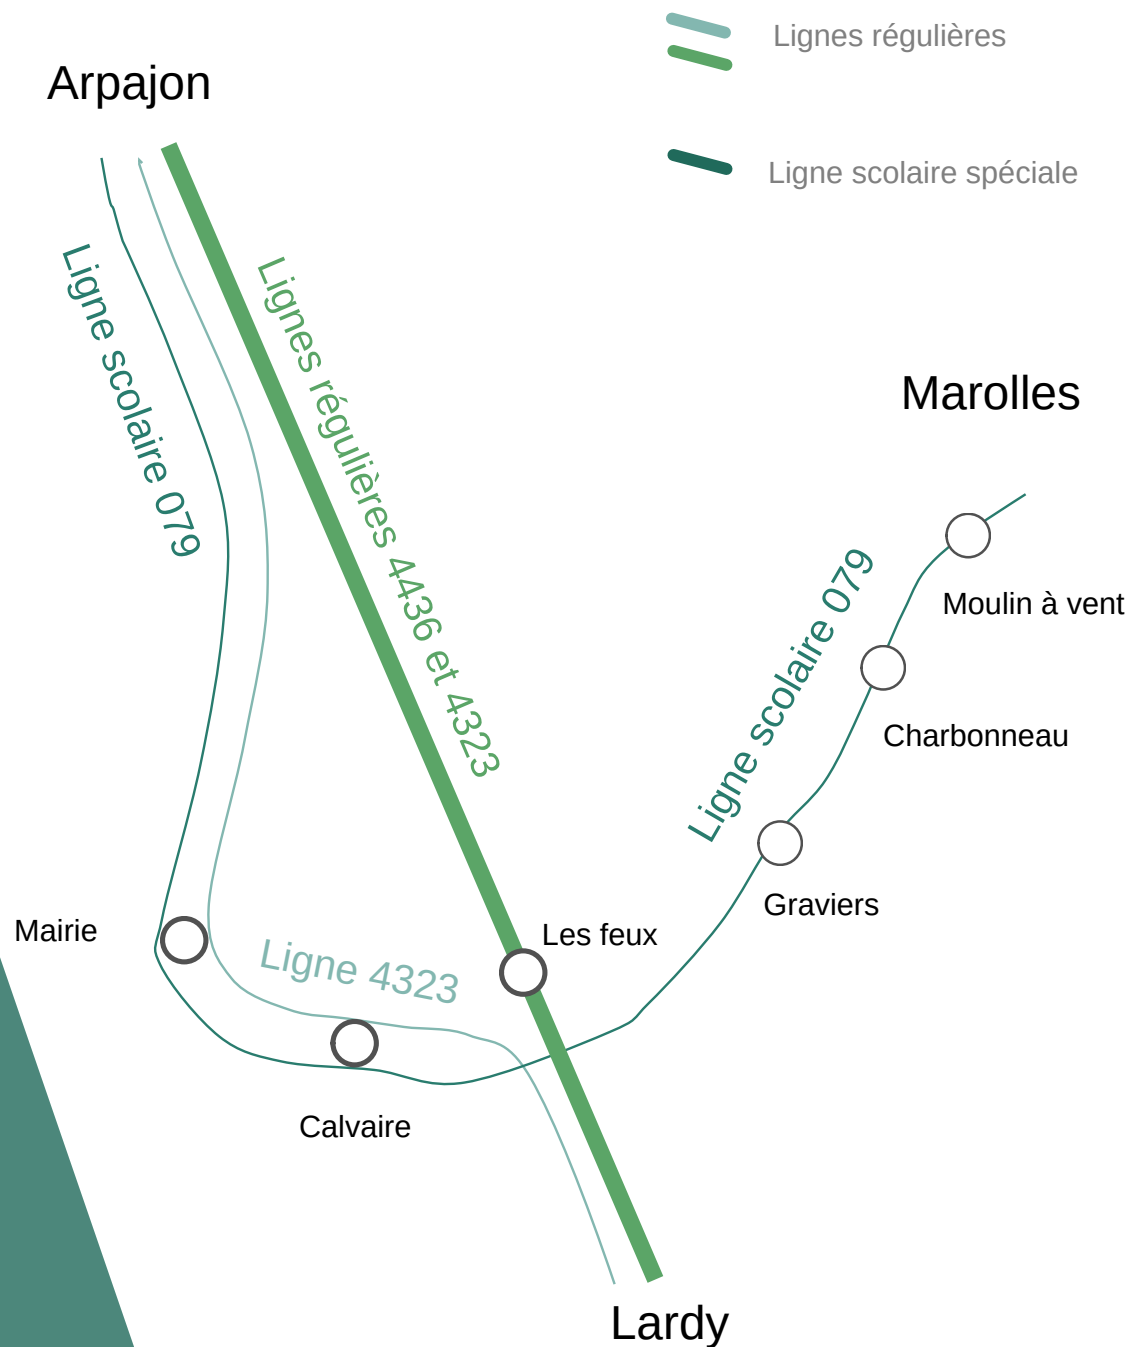 Lignes régulières
Arpajon
Ligne scolaire spéciale
Ligne scolaire 079
Lignes régulières 4436 et 4323
Marolles
Ligne scolaire 079
Moulin à vent
Charbonneau
Graviers
Mairie
Les feux
Ligne 4323
Calvaire
Lardy